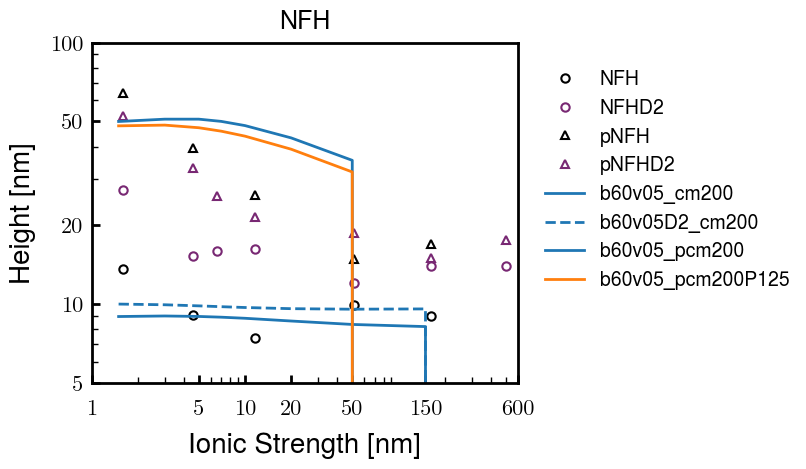 NFH
100
50
20
10
5
Height [nm]
1
5
10
20
50
150
600
Ionic Strength [nm]
NFH
NFHD2
pNFH
pNFHD2
b60v05_cm200
b60v05D2_cm200
b60v05_pcm200
b60v05_pcm200P125